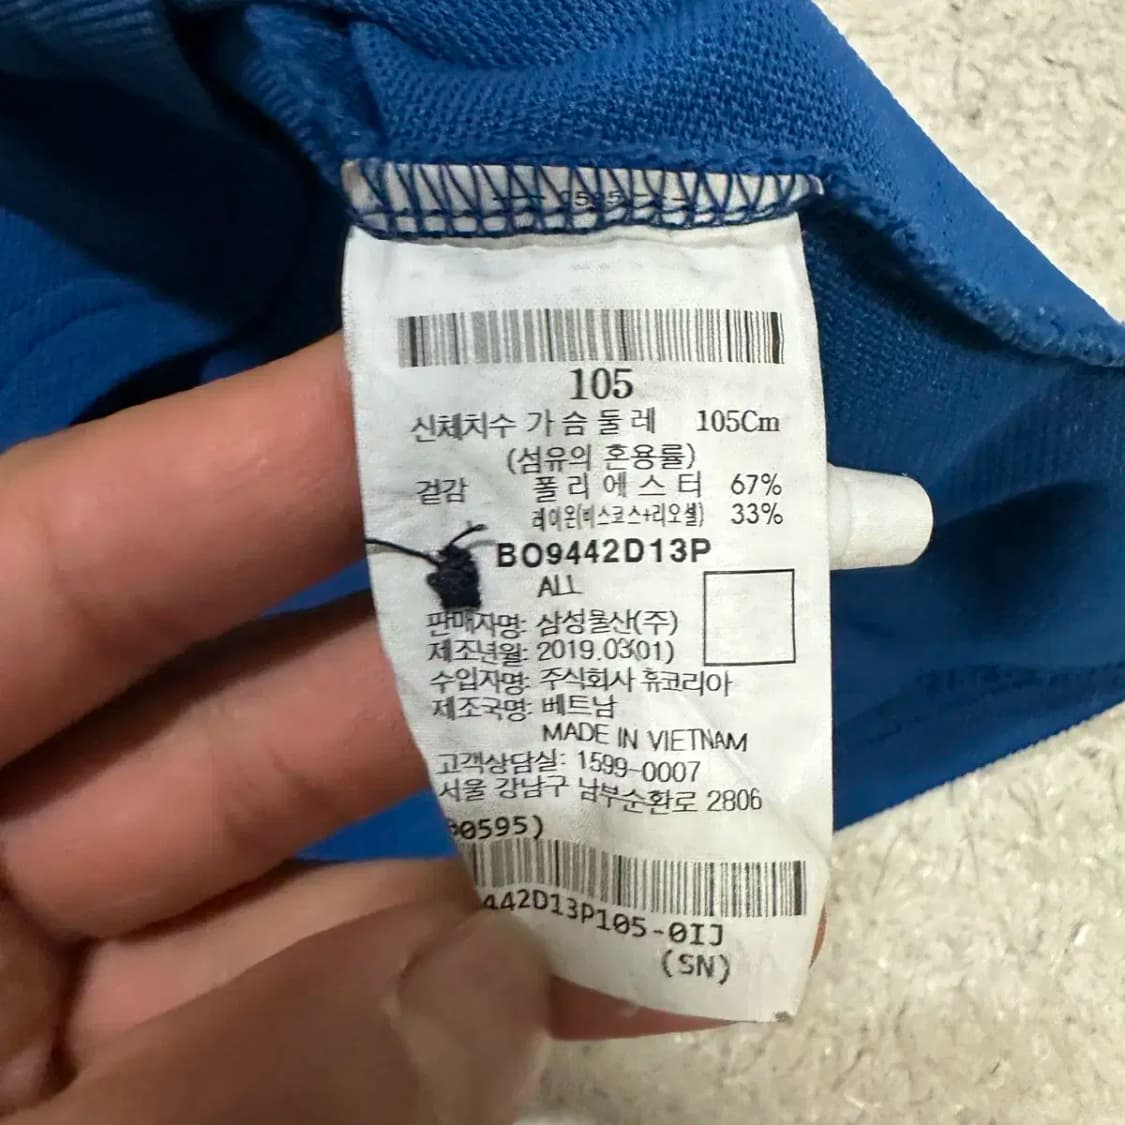 105
신체치수 가슴둘레 105Cm
(섬유의 혼용률)
겉감 폴리에스터 67%
레이온(비스코스+리오셀) 33%
BO9442D13P
ALL
판매자명: 삼성물산(주)
제조년월: 2019.03(01)
수입자명: 주식회사 휴코리아
제조국명: 베트남
MADE IN VIETNAM
고객상담실: 1599-0007
서울 강남구 남부순환로 2806
0595)
442D13P105-0IJ
(SN)